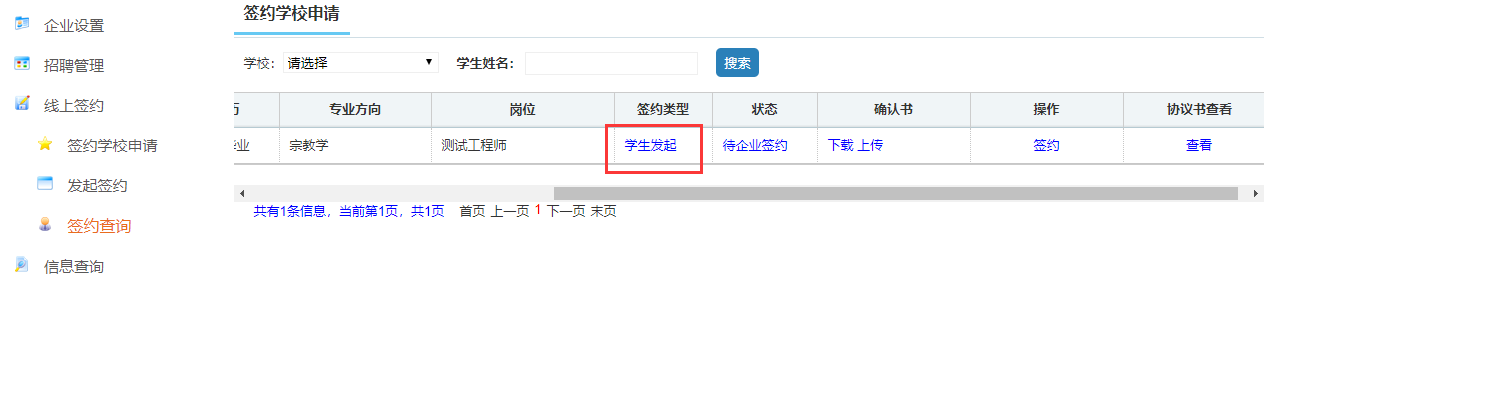 企业设置
招聘管理
线上签约
签约学校申请
发起签约
签约查询
信息查询
签约学校申请
学校： 请选择 学生姓名： 搜索
专业方向 岗位 签约类型 状态 确认书 操作 协议书查看
业 宗教学 测试工程师 学生发起 待企业签约 下载 上传 签约 查看
共有1条信息，当前第1页，共1页 首页 上一页 1 下一页 末页